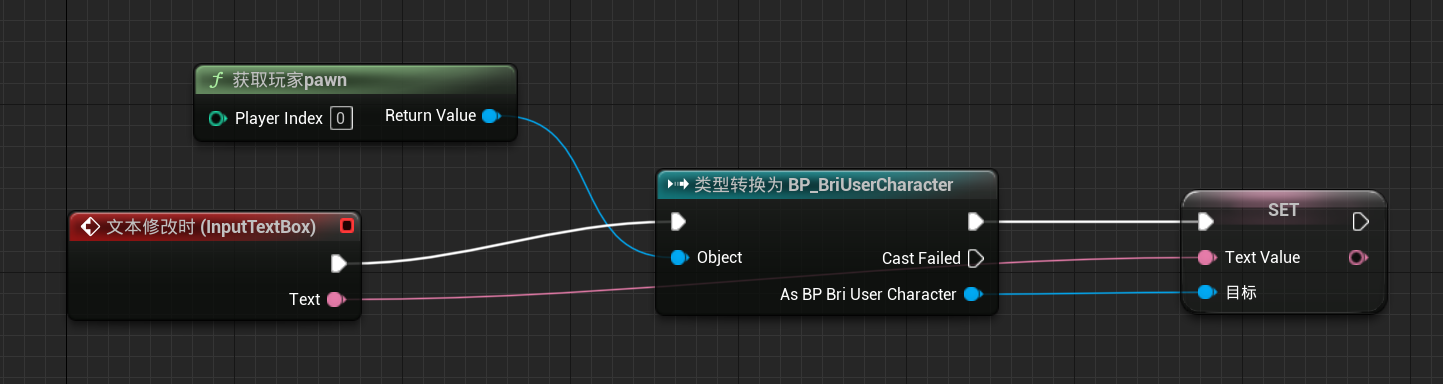 f 获取玩家pawn
Player Index 0
Return Value
类型转换为 BP_BriUserCharacter
Object
Cast Failed
As BP Bri User Character
文本修改时 (InputTextBox)
Text
SET
Text Value
目标